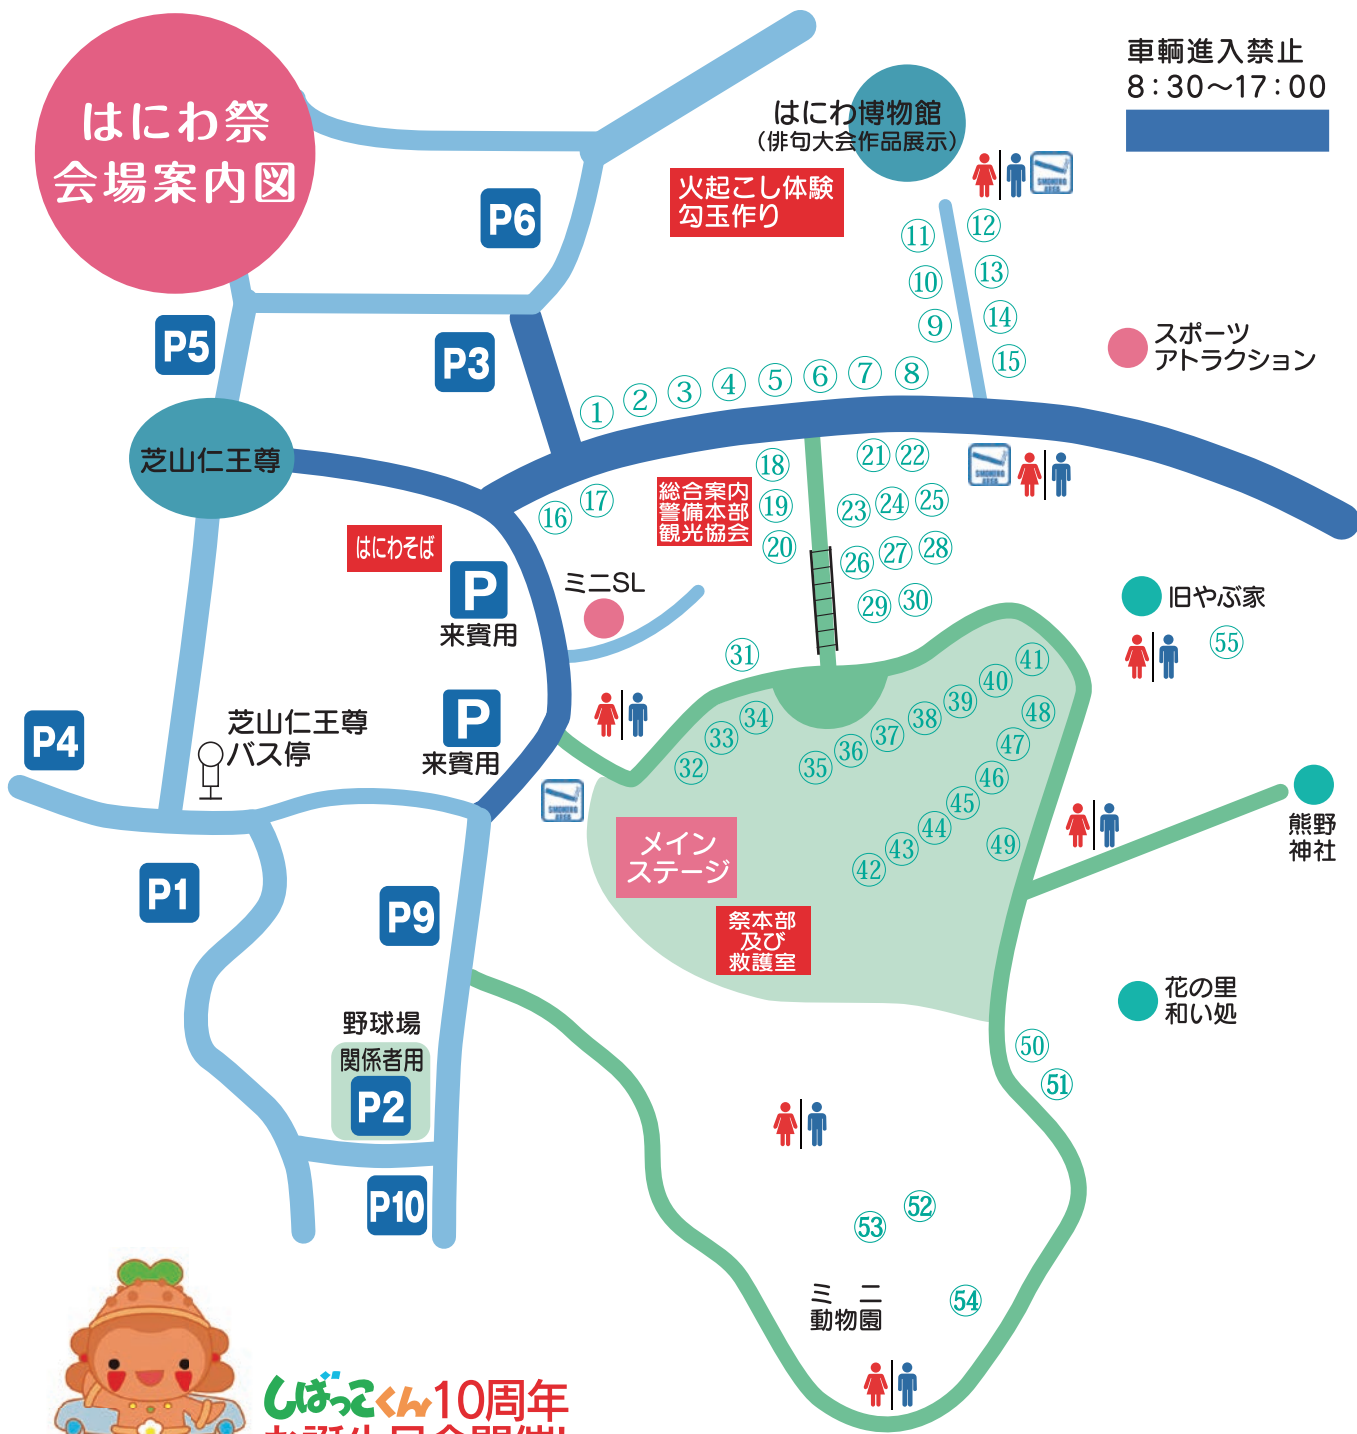 はにわ祭
会場案内図
車輌進入禁止
8:30〜17:00
はにわ博物館
(俳句大会作品展示)
火起こし体験
勾玉作り
SMOKING
AREA
P6
⑪
⑫
⑩
⑬
⑨
⑭
⑮
P5
P3
スポーツ
アトラクション
①
②
③
④
⑤
⑥
⑦
⑧
芝山仁王尊
⑯
⑰
⑱
⑲
⑳
総合案内
警備本部
観光協会
㉑
㉒
㉓
㉔
㉕
㉖
㉗
㉘
㉙
㉚
SMOKING
AREA
はにわそば
P
来賓用
ミニSL
旧やぶ家
55
㉛
P
来賓用
P4
芝山仁王尊
バス停
SMOKING
AREA
㉜
㉝
㉞
㉟
㊱
㊲
㊳
㊴
㊵
㊶
㊷
㊸
㊹
㊺
㊻
㊼
㊽
㊾
メイン
ステージ
熊野
神社
P1
P9
祭本部
及び
救護室
花の里
和い処
野球場
関係者用
P2
㊿
51
P10
52
53
54
ミニ
動物園
しばっこくん10周年